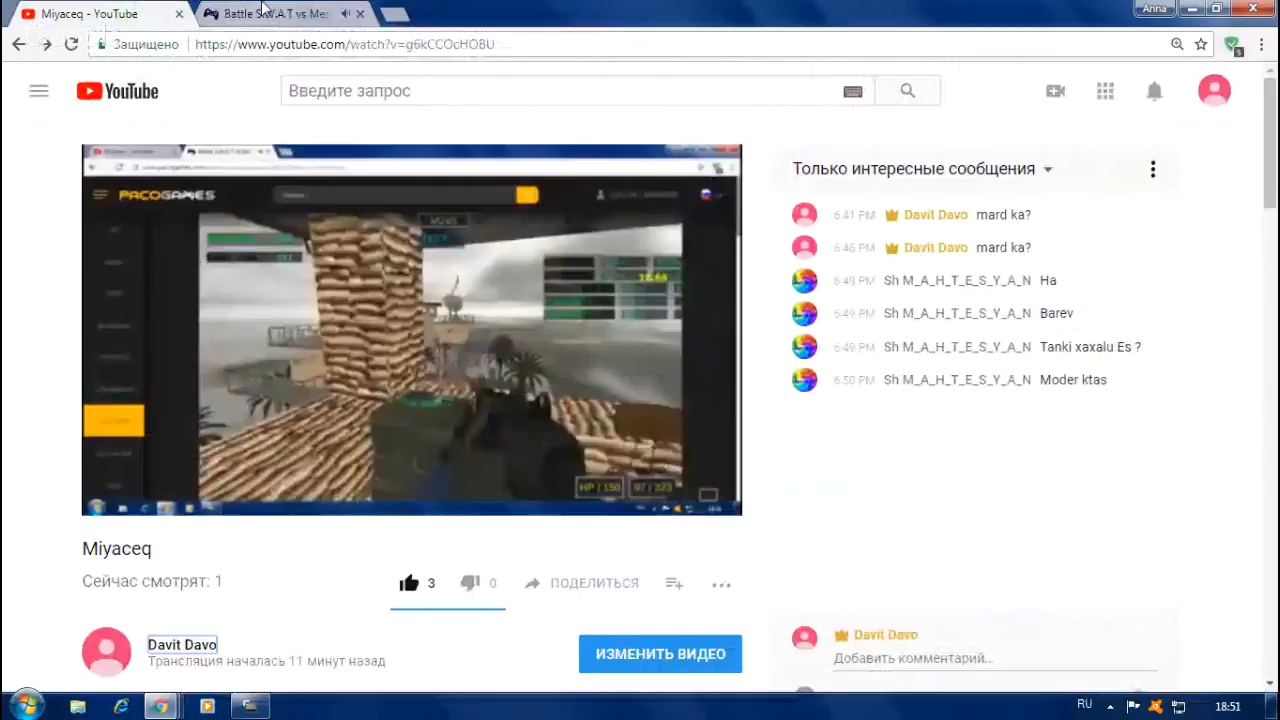 Miyaceq - YouTube
Battle S.W.A.T vs Mer
Anna
Защищено https://www.youtube.com/watch?v=g6kCCOcHOBU
5
YouTube
Введите запрос
PACOGAMES
HP | 150
Только интересные сообщения
6:41 PM Davit Davo mard ka?
6:46 PM Davit Davo mard ka?
6:49 PM Sh M_A_H_T_E_S_Y_A_N Ha
6:49 PM Sh M_A_H_T_E_S_Y_A_N Barev
6:49 PM Sh M_A_H_T_E_S_Y_A_N Tanki xaxalu Es ?
6:50 PM Sh M_A_H_T_E_S_Y_A_N Moder ktas
Miyaceq
Сейчас смотрят: 1
3 0 ПОДЕЛИТЬСЯ
Davit Davo
Трансляция началась 11 минут назад
ИЗМЕНИТЬ ВИДЕО
Davit Davo
Добавить комментарий...
RU 18:51